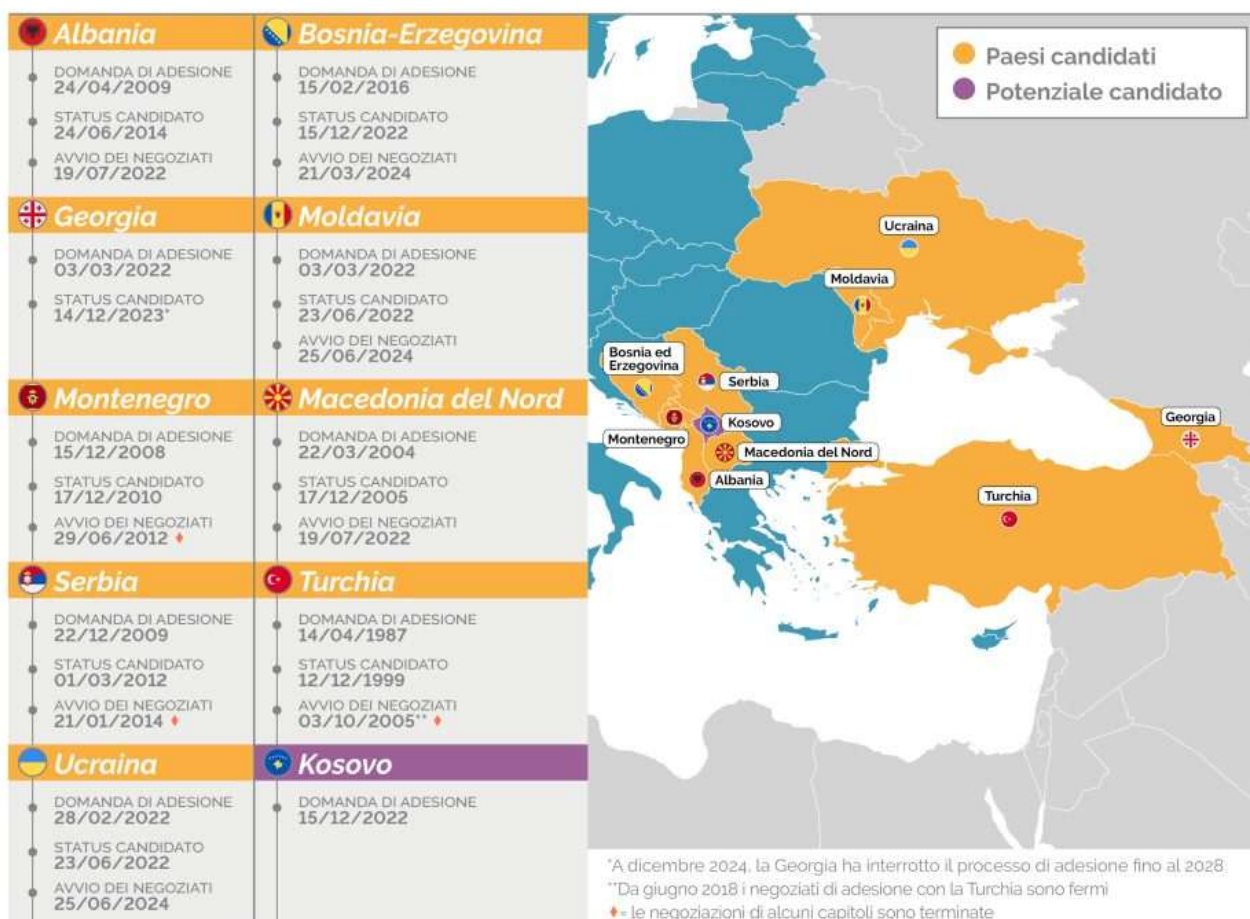 Albania
DOMANDA DI ADESIONE
24/04/2009
STATUS CANDIDATO
24/06/2014
AVVIO DEI NEGOZIATI
19/07/2022
Bosnia-Erzegovina
DOMANDA DI ADESIONE
15/02/2016
STATUS CANDIDATO
15/12/2022
AVVIO DEI NEGOZIATI
21/03/2024
Georgia
DOMANDA DI ADESIONE
03/03/2022
STATUS CANDIDATO
14/12/2023*
Moldavia
DOMANDA DI ADESIONE
03/03/2022
STATUS CANDIDATO
23/06/2022
AVVIO DEI NEGOZIATI
25/06/2024
Montenegro
DOMANDA DI ADESIONE
15/12/2008
STATUS CANDIDATO
17/12/2010
AVVIO DEI NEGOZIATI
29/06/2012 ♦
Macedonia del Nord
DOMANDA DI ADESIONE
22/03/2004
STATUS CANDIDATO
17/12/2005
AVVIO DEI NEGOZIATI
19/07/2022
Serbia
DOMANDA DI ADESIONE
22/12/2009
STATUS CANDIDATO
01/03/2012
AVVIO DEI NEGOZIATI
21/01/2014 ♦
Turchia
DOMANDA DI ADESIONE
14/04/1987
STATUS CANDIDATO
12/12/1999
AVVIO DEI NEGOZIATI
03/10/2005** ♦
Ucraina
DOMANDA DI ADESIONE
28/02/2022
STATUS CANDIDATO
23/06/2022
AVVIO DEI NEGOZIATI
25/06/2024
Kosovo
DOMANDA DI ADESIONE
15/12/2022
Paesi candidati
Potenziale candidato
Ucraina
Moldavia
Bosnia ed
Erzegovina
Serbia
Kosovo
Montenegro
Macedonia del Nord
Albania
Georgia
Turchia
*A dicembre 2024, la Georgia ha interrotto il processo di adesione fino al 2028
**Da giugno 2018 i negoziati di adesione con la Turchia sono fermi
♦= le negoziazioni di alcuni capitoli sono terminate